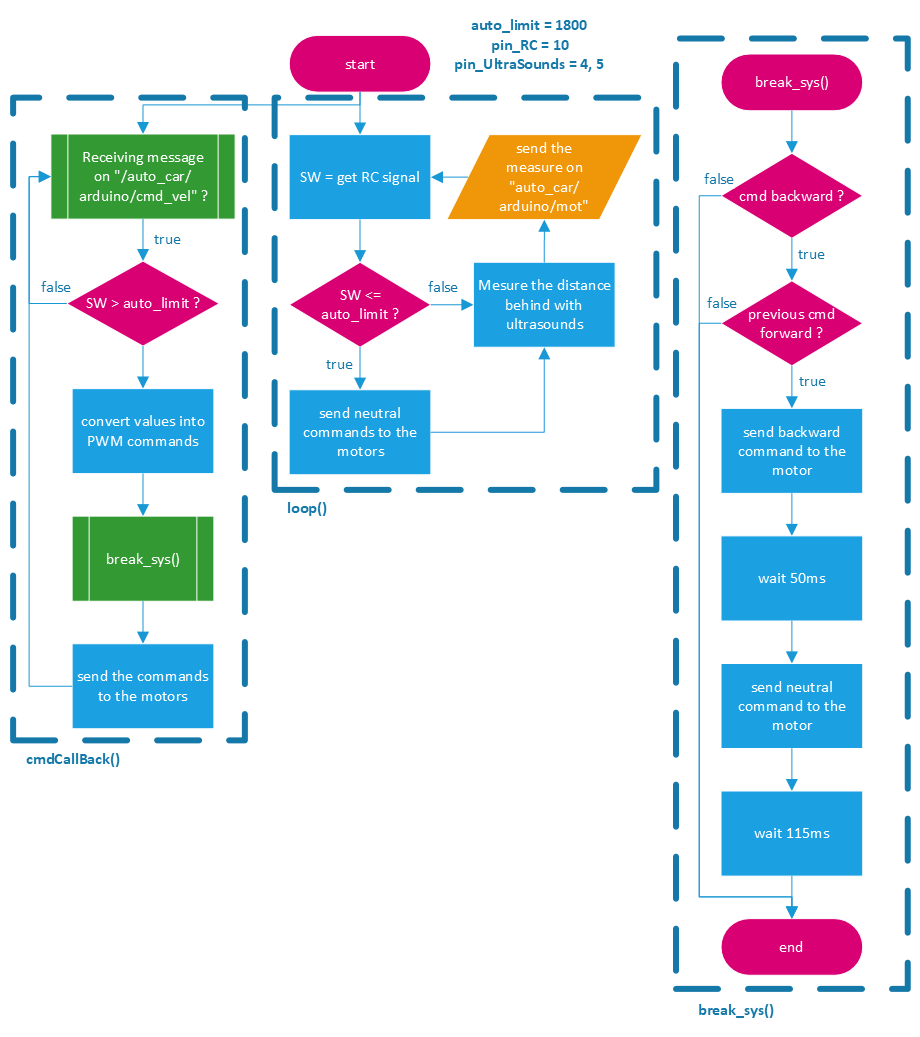 auto_limit = 1800
pin_RC = 10
pin_UltraSounds = 4, 5
start
Receiving message
on "/auto_car/
arduino/cmd_vel" ?
true
SW > auto_limit ?
false
convert values into
PWM commands
break_sys()
send the commands
to the motors
cmdCallBack()
SW = get RC signal
send the
measure on
"auto_car/
arduino/mot"
SW <=
auto_limit ?
false
Mesure the distance
behind with
ultrasounds
true
send neutral
commands to the
motors
loop()
break_sys()
false
cmd backward ?
true
false
previous cmd
forward ?
true
send backward
command to the
motor
wait 50ms
send neutral
command to the
motor
wait 115ms
end
break_sys()